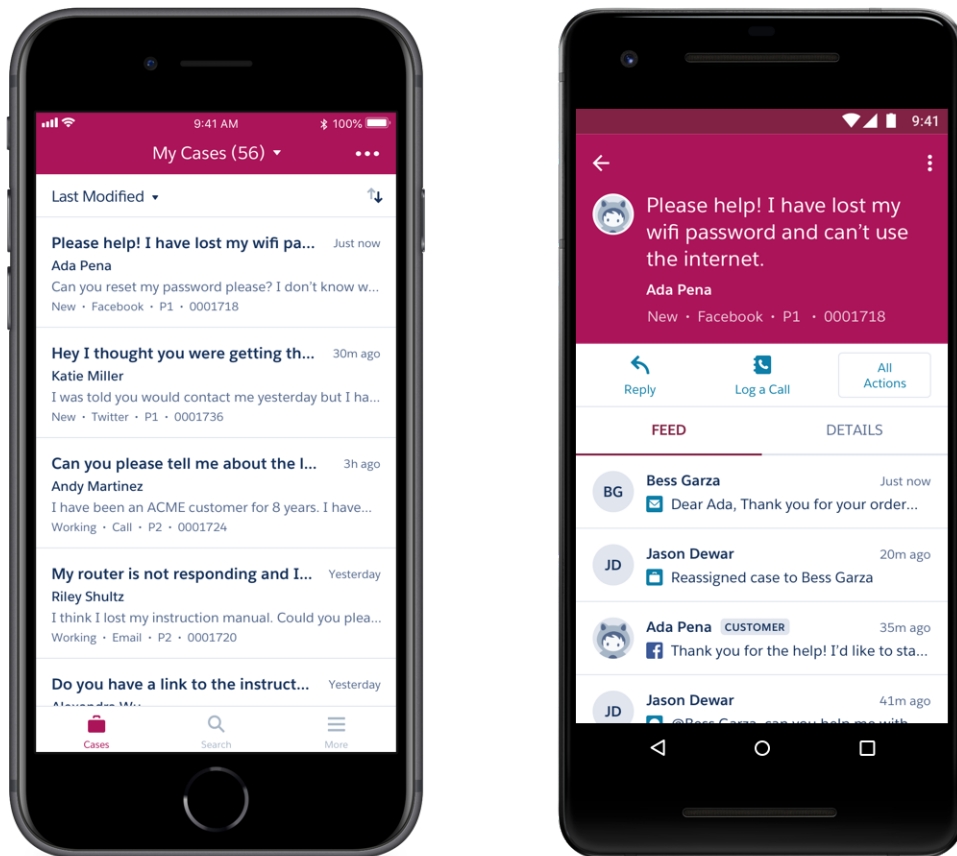 9:41 AM
100%
My Cases (56)
Last Modified
Please help! I have lost my wifi pa... Just now
Ada Pena
Can you reset my password please? I don't know w...
New • Facebook • P1 • 0001718
Hey I thought you were getting th... 30m ago
Katie Miller
I was told you would contact me yesterday but I ha...
New • Twitter • P1 • 0001736
Can you please tell me about the l... 3h ago
Andy Martinez
I have been an ACME customer for 8 years. I have...
Working • Call • P2 • 0001724
My router is not responding and I... Yesterday
Riley Shultz
I think I lost my instruction manual. Could you plea...
Working • Email • P2 • 0001720
Do you have a link to the instruct... Yesterday
Cases
Search
More
9:41
Please help! I have lost my
wifi password and can’t use
the internet.
Ada Pena
New • Facebook • P1 • 0001718
Reply
Log a Call
All
Actions
FEED
DETAILS
BG
Bess Garza
Just now
Dear Ada, Thank you for your order...
JD
Jason Dewar
20m ago
Reassigned case to Bess Garza
Ada Pena CUSTOMER
35m ago
Thank you for the help! I’d like to sta...
JD
Jason Dewar
41m ago
@Bess Garza, can you help me with